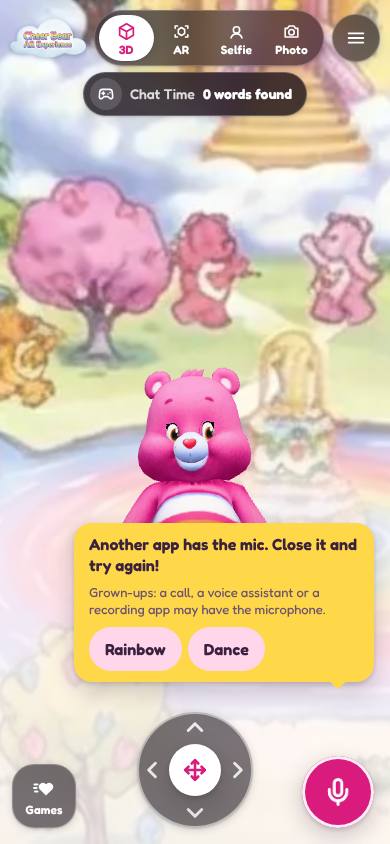 Cheer Bear
AR Experience
3D
AR
Selfie
Photo
Chat Time 0 words found
Another app has the mic. Close it and
try again!
Grown-ups: a call, a voice assistant or a
recording app may have the microphone.
Rainbow
Dance
Games